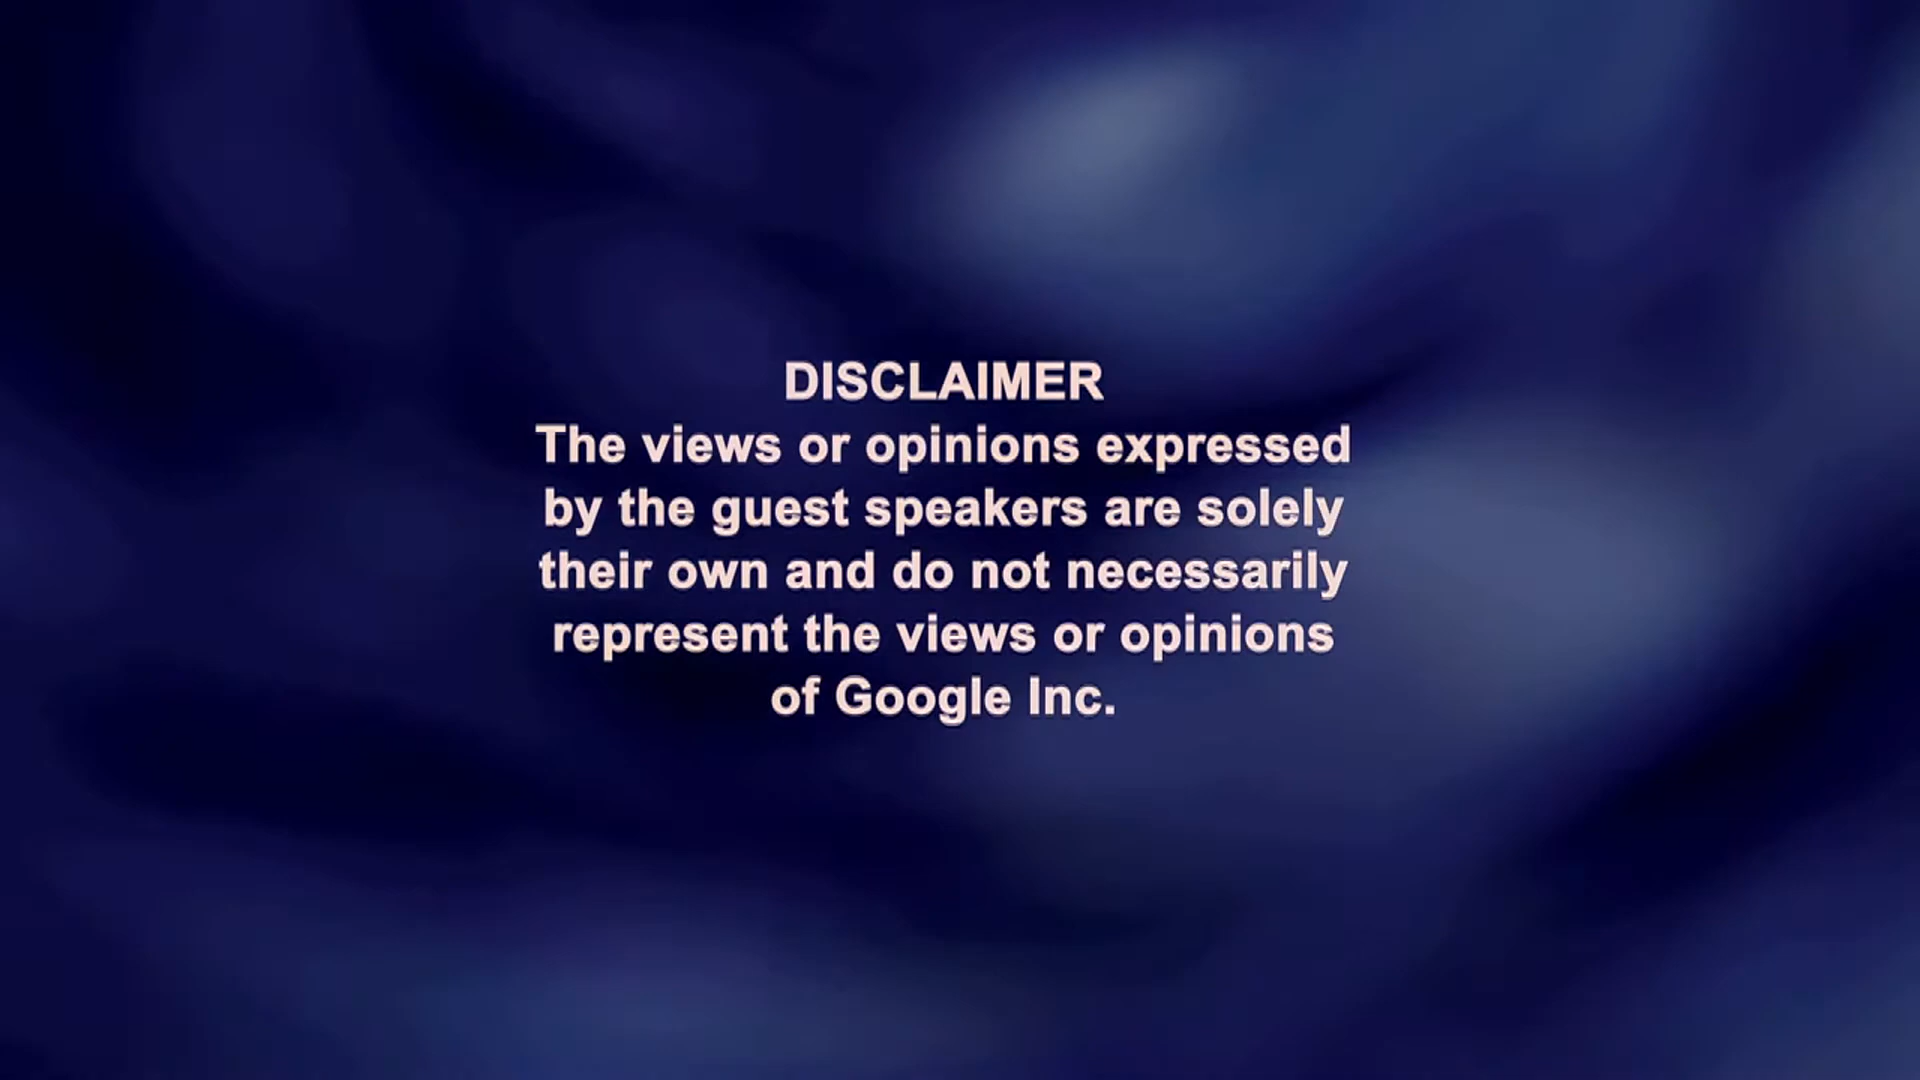 DISCLAIMER
The views or opinions expressed
by the guest speakers are solely
their own and do not necessarily
represent the views or opinions
of Google Inc.